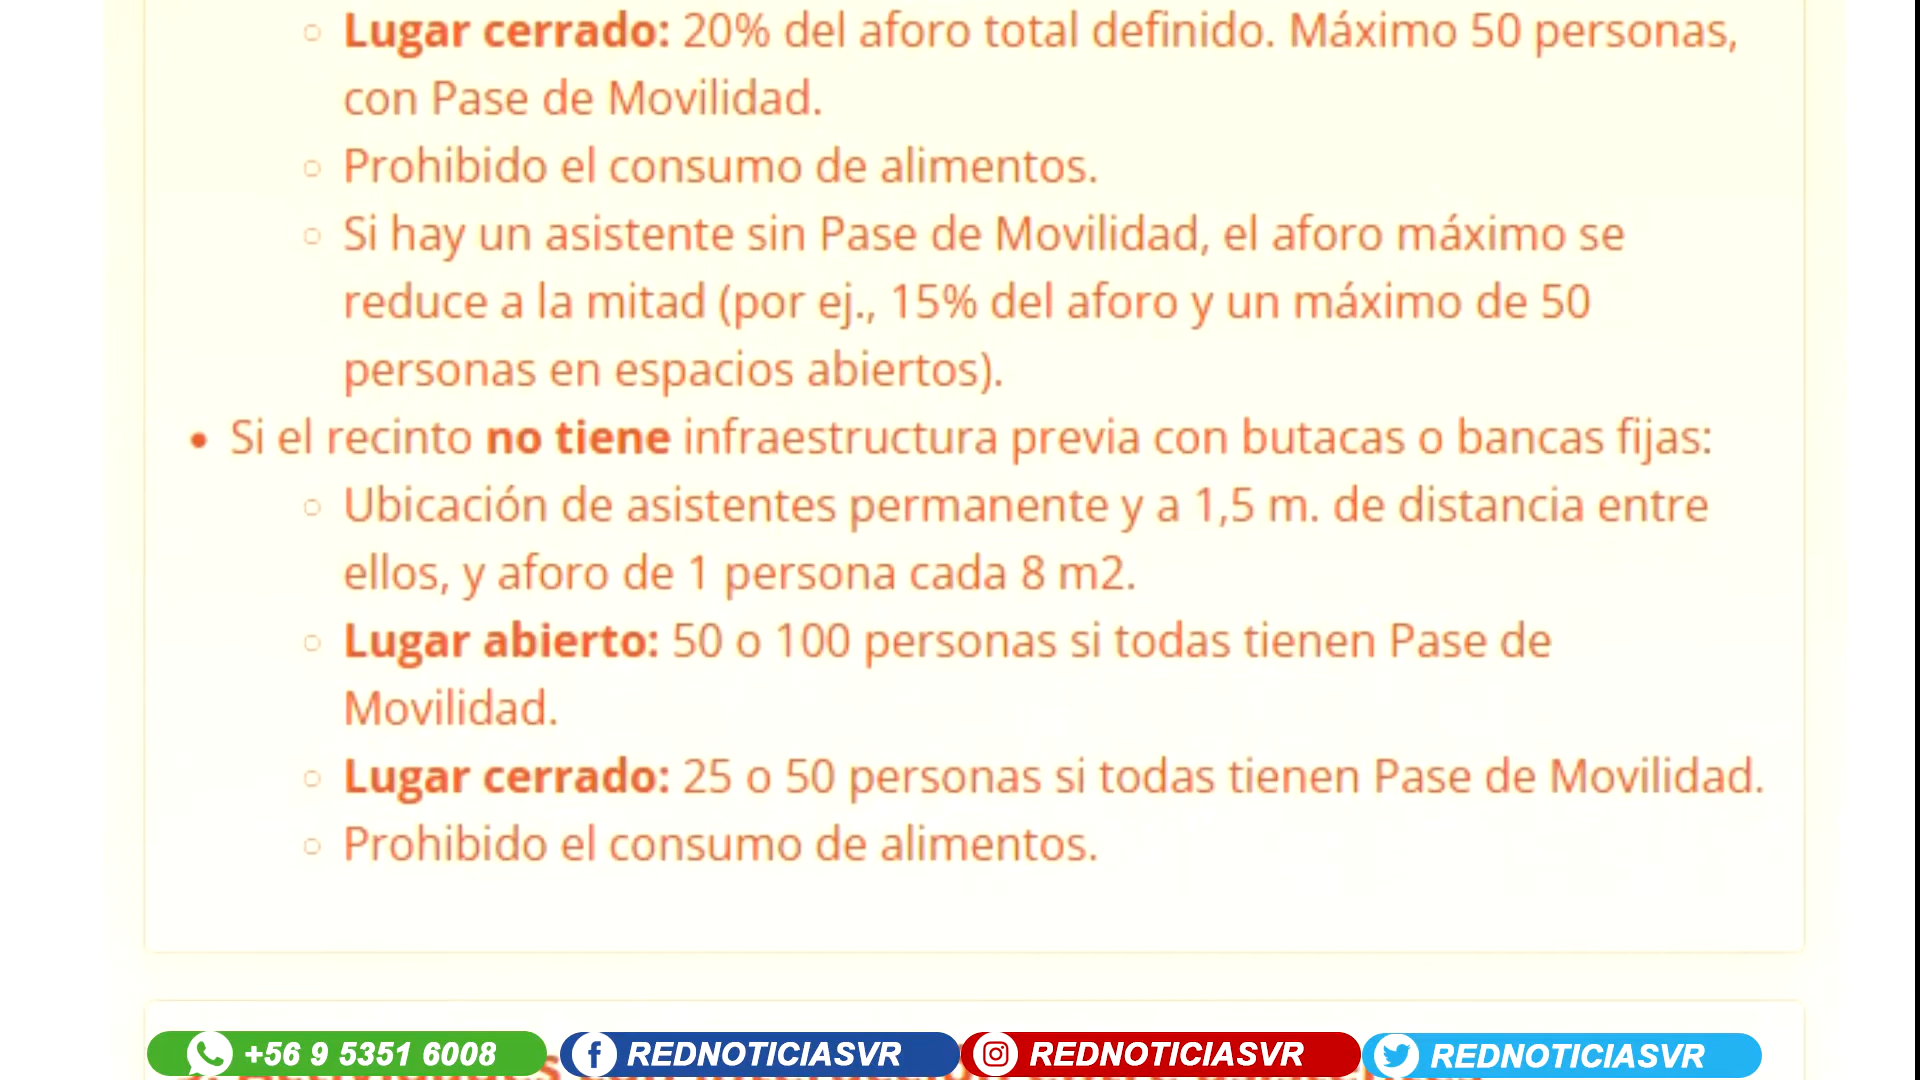 Lugar cerrado: 20% del aforo total definido. Máximo 50 personas,
con Pase de Movilidad.
Prohibido el consumo de alimentos.
Si hay un asistente sin Pase de Movilidad, el aforo máximo se
reduce a la mitad (por ej., 15% del aforo y un máximo de 50
personas en espacios abiertos).
Si el recinto no tiene infraestructura previa con butacas o bancas fijas:
Ubicación de asistentes permanente y a 1,5 m. de distancia entre
ellos, y aforo de 1 persona cada 8 m2.
Lugar abierto: 50 o 100 personas si todas tienen Pase de
Movilidad.
Lugar cerrado: 25 o 50 personas si todas tienen Pase de Movilidad.
Prohibido el consumo de alimentos.
+56 9 5351 6008 REDNOTICIASVR REDNOTICIASVR REDNOTICIASVR